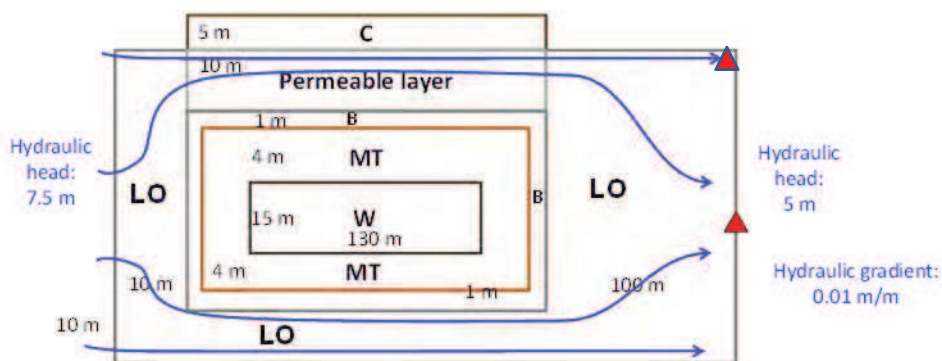 5 m
C
10 m
Permeable layer
1 m
B
Hydraulic
head:
7.5 m
4 m
MT
LO
B
LO
Hydraulic
head:
5 m
15 m
W
130 m
4 m
MT
10 m
1 m
100 m
Hydraulic gradient:
0.01 m/m
10 m
LO